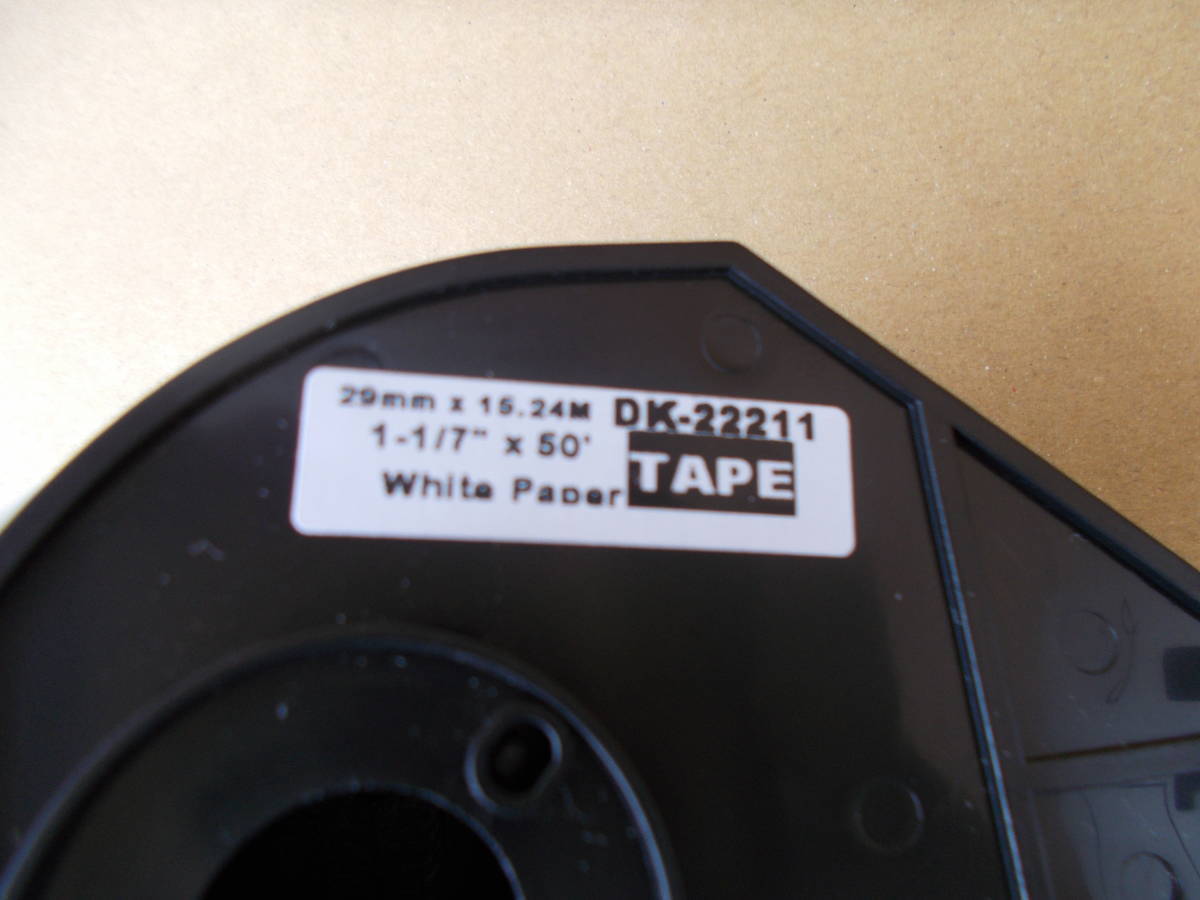 29mm x 15.24M DK-22211
1-1/7" x 50' TAPE
White Paper